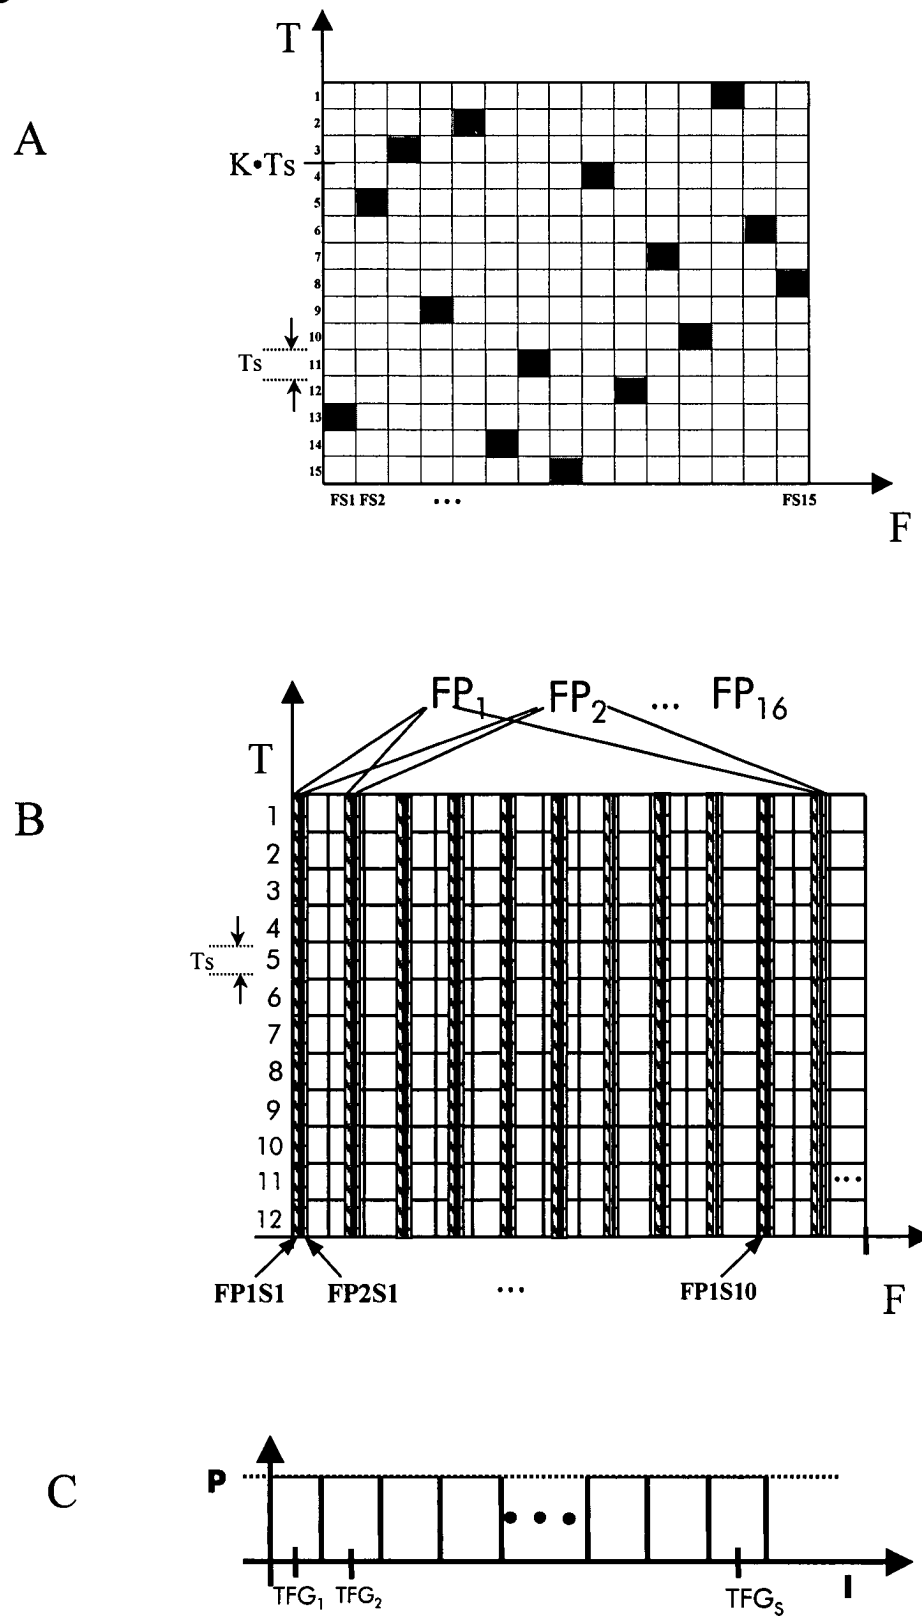 T
A
1
2
3
K•Ts
4
5
6
7
8
9
10
Ts
11
12
13
14
15
FS1 FS2 ••• FS15
F
FP1 FP2 ... FP16
T
B
1
2
3
4
Ts
5
6
7
8
9
10
11 •••
12
FP1S1 FP2S1 ••• FP1S10
F
C
P
•••
TFG1 TFG2 TFGS I